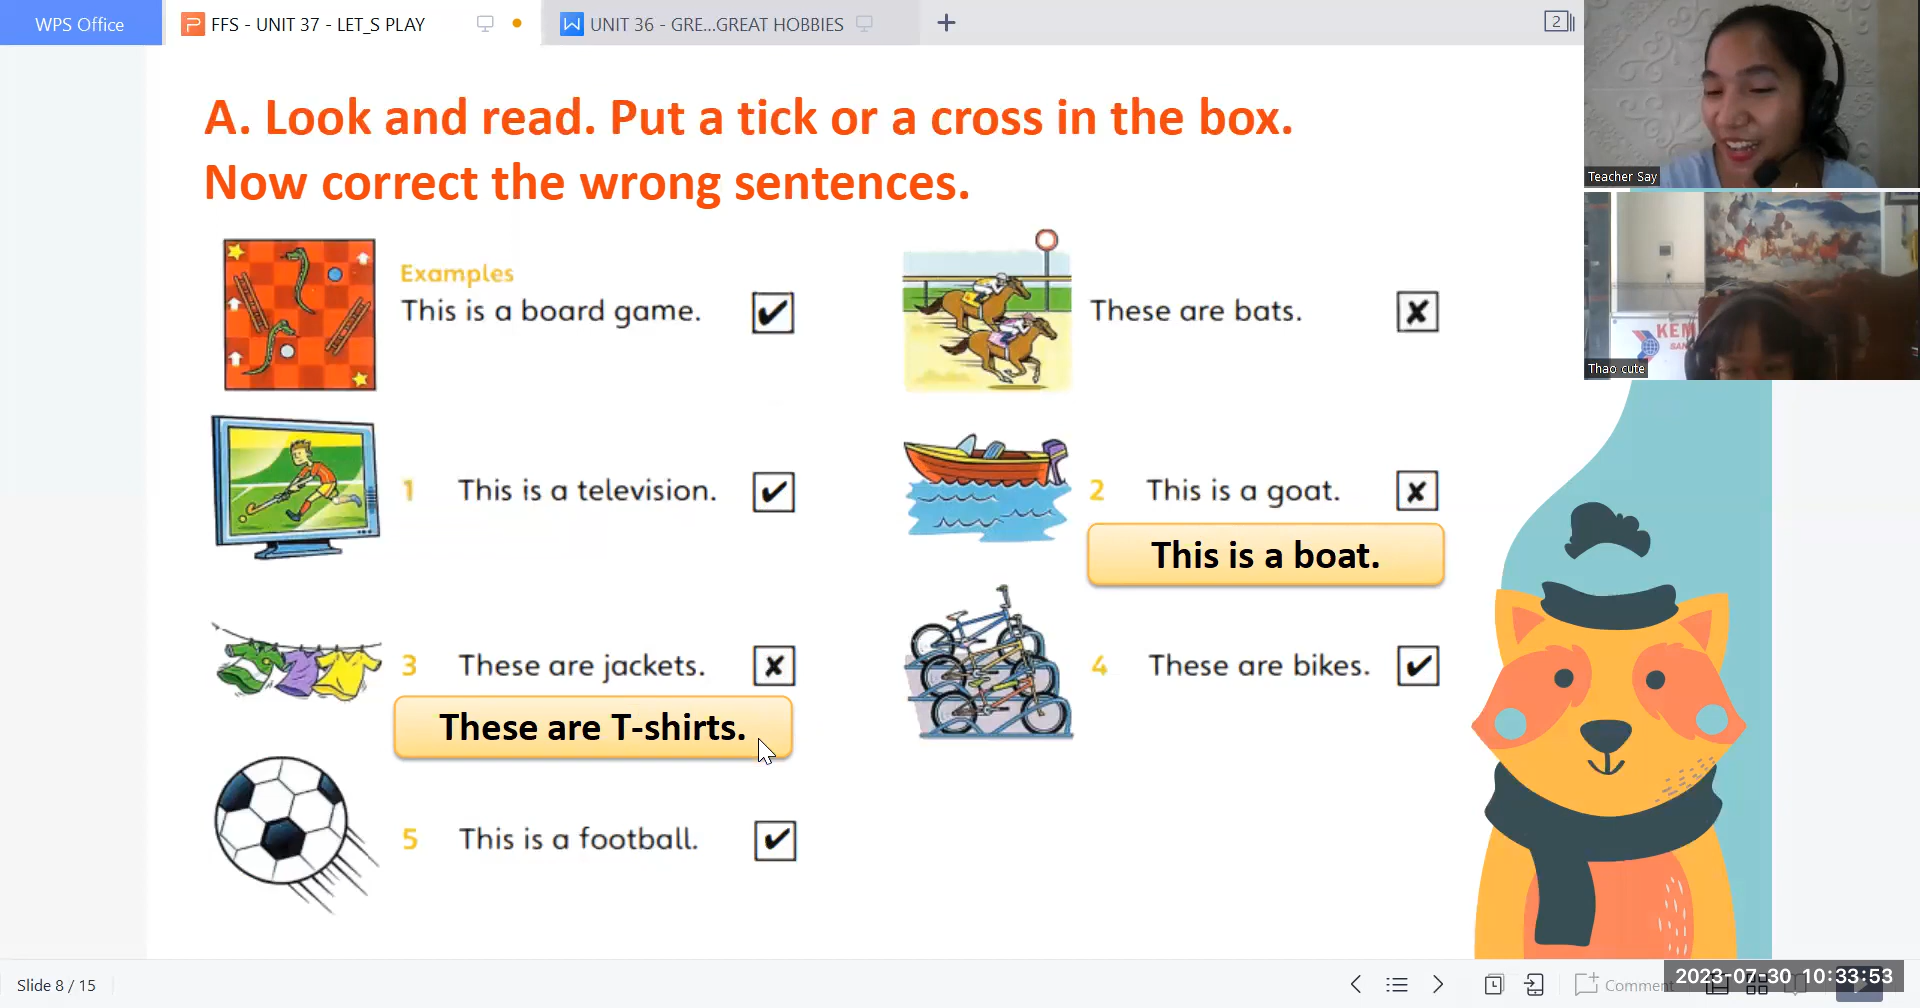 WPS Office
FFS - UNIT 37 - LET_S PLAY
UNIT 36 - GRE...GREAT HOBBIES
2
A. Look and read. Put a tick or a cross in the box.
Now correct the wrong sentences.
Teacher Say
KEM
SAN
Thao cute
Examples
This is a board game.
These are bats.
1 This is a television.
2 This is a goat.
This is a boat.
3 These are jackets.
These are T-shirts.
4 These are bikes.
5 This is a football.
Slide 8 / 15
Comment
2023-07-30 10:33:53